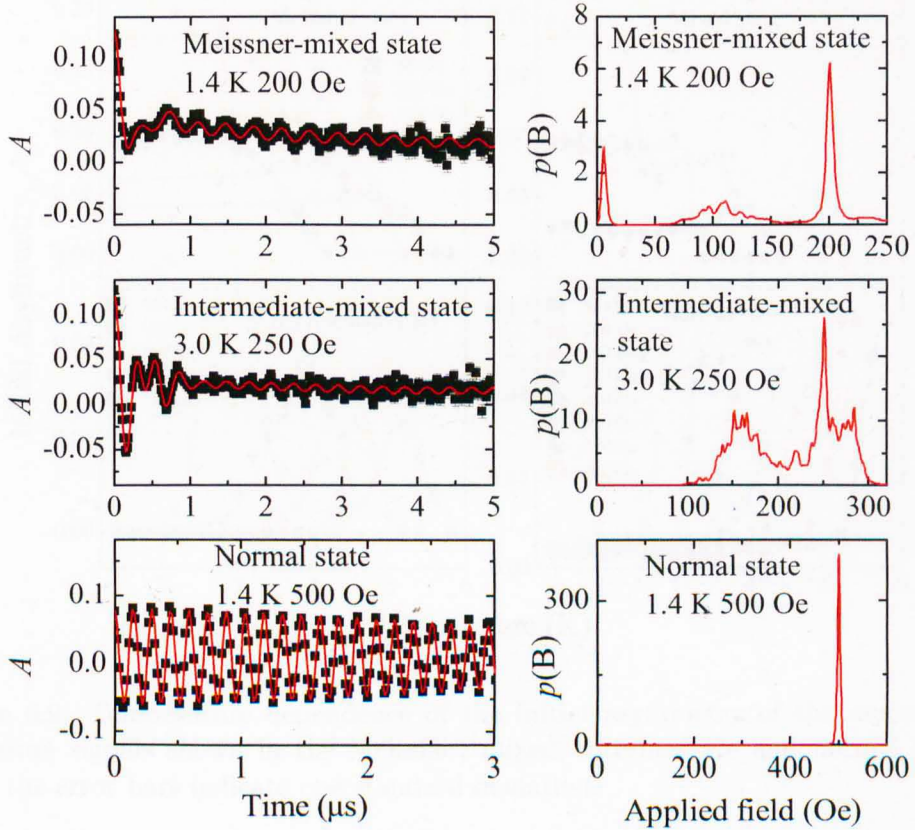 Meissner-mixed state
1.4 K 200 Oe
A
0.10
0.05
0.00
-0.05
0 1 2 3 4 5
Meissner-mixed state
1.4 K 200 Oe
p(B)
8
6
4
2
0
0 50 100 150 200 250
Intermediate-mixed state
3.0 K 250 Oe
A
0.10
0.05
0.00
-0.05
0 1 2 3 4 5
Intermediate-mixed
state
3.0 K 250 Oe
p(B)
30
20
10
0
0 100 200 300
Normal state
1.4 K 500 Oe
A
0.1
0.0
-0.1
0 1 2 3
Time (μs)
Normal state
1.4 K 500 Oe
p(B)
300
0
0 200 400 600
Applied field (Oe)